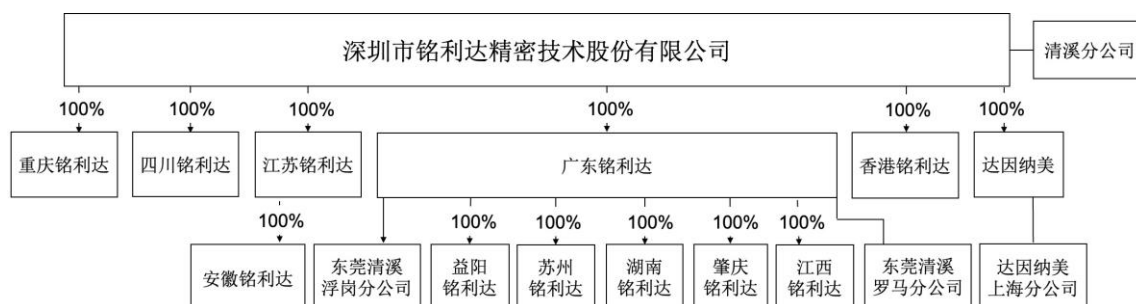 深圳市铭利达精密技术股份有限公司
清溪分公司
100%
100%
100%
100%
100%
100%
重庆铭利达
四川铭利达
江苏铭利达
广东铭利达
香港铭利达
达因纳美
100%
100%
100%
100%
100%
100%
安徽铭利达
东莞清溪
浮岗分公司
益阳
铭利达
苏州
铭利达
湖南
铭利达
肇庆
铭利达
江西
铭利达
东莞清溪
罗马分公司
达因纳美
上海分公司